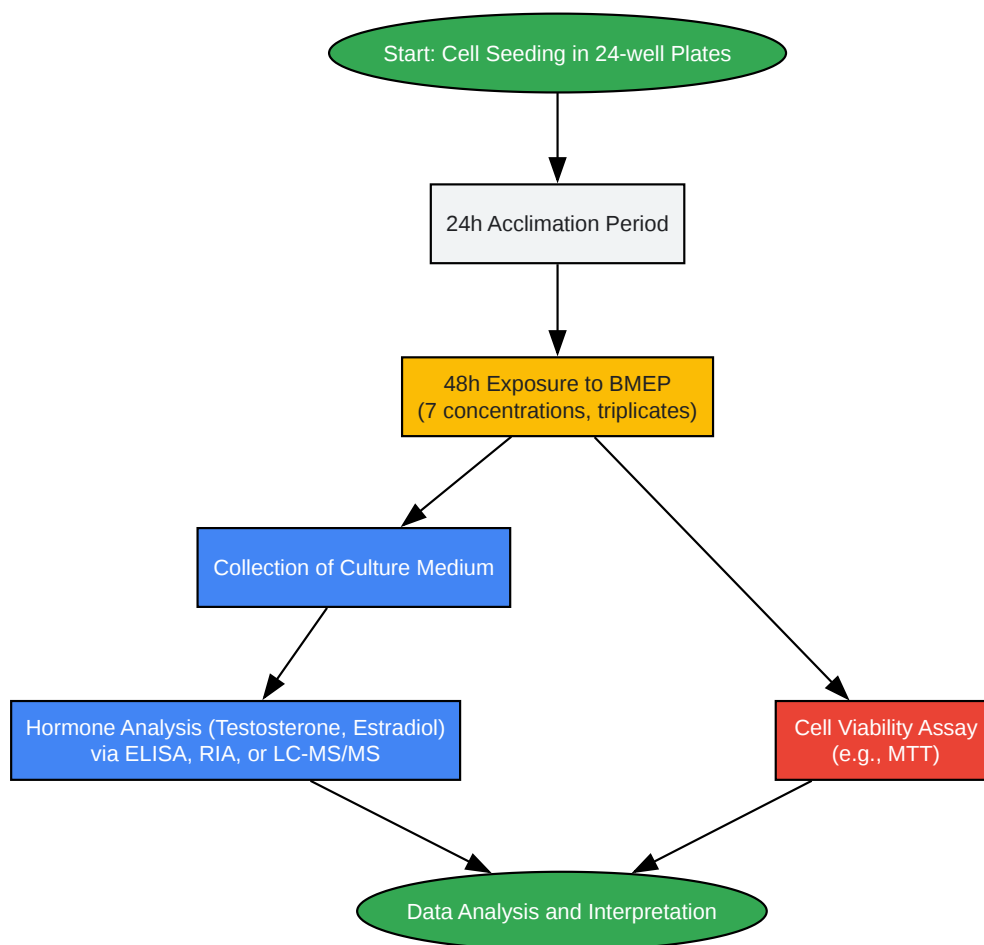 Start: Cell Seeding in 24-well Plates
24h Acclimation Period
48h Exposure to BMEP
(7 concentrations, triplicates)
Collection of Culture Medium
Hormone Analysis (Testosterone, Estradiol)
via ELISA, RIA, or LC-MS/MS
Cell Viability Assay
(e.g., MTT)
Data Analysis and Interpretation